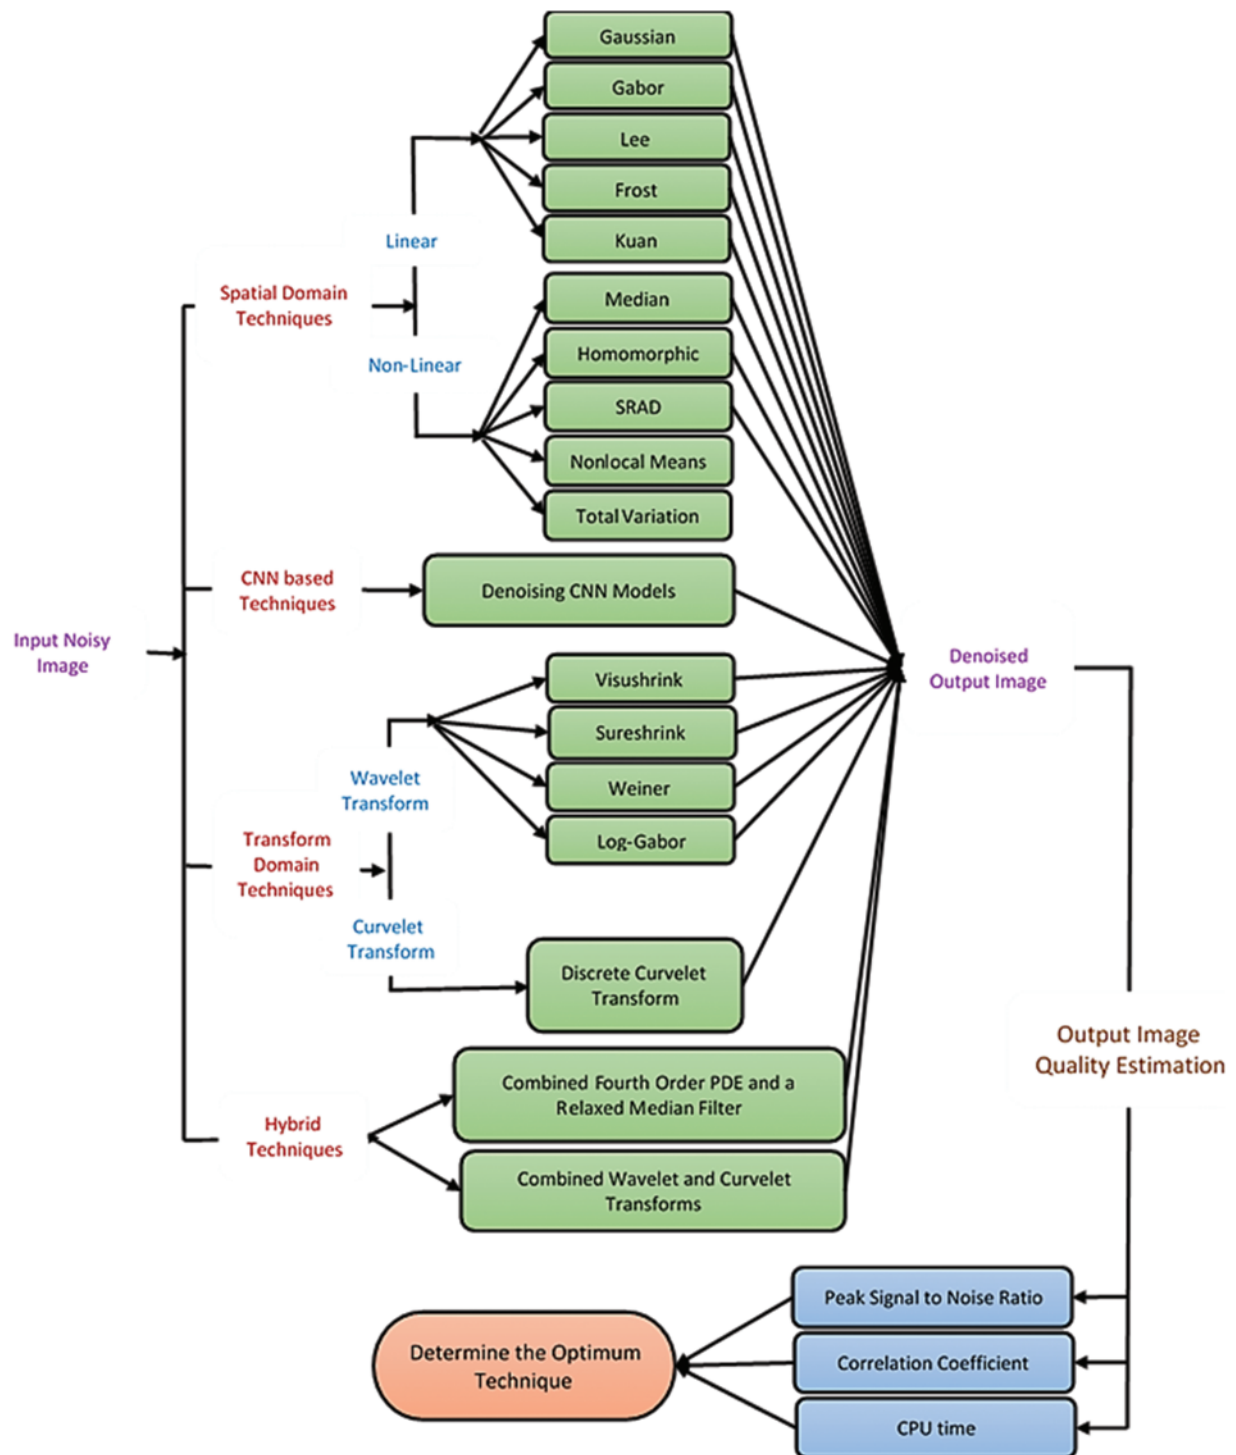 Gaussian
Gabor
Lee
Frost
Kuan
Linear
Spatial Domain
Techniques
Non-Linear
Median
Homomorphic
SRAD
Nonlocal Means
Total Variation
CNN based
Techniques
Denoising CNN Models
Input Noisy
Image
Denoised
Output Image
Visushrink
Sureshrink
Weiner
Log-Gabor
Wavelet
Transform
Transform
Domain
Techniques
Curvelet
Transform
Discrete Curvelet
Transform
Output Image
Quality Estimation
Hybrid
Techniques
Combined Fourth Order PDE and a
Relaxed Median Filter
Combined Wavelet and Curvelet
Transforms
Peak Signal to Noise Ratio
Correlation Coefficient
CPU time
Determine the Optimum
Technique